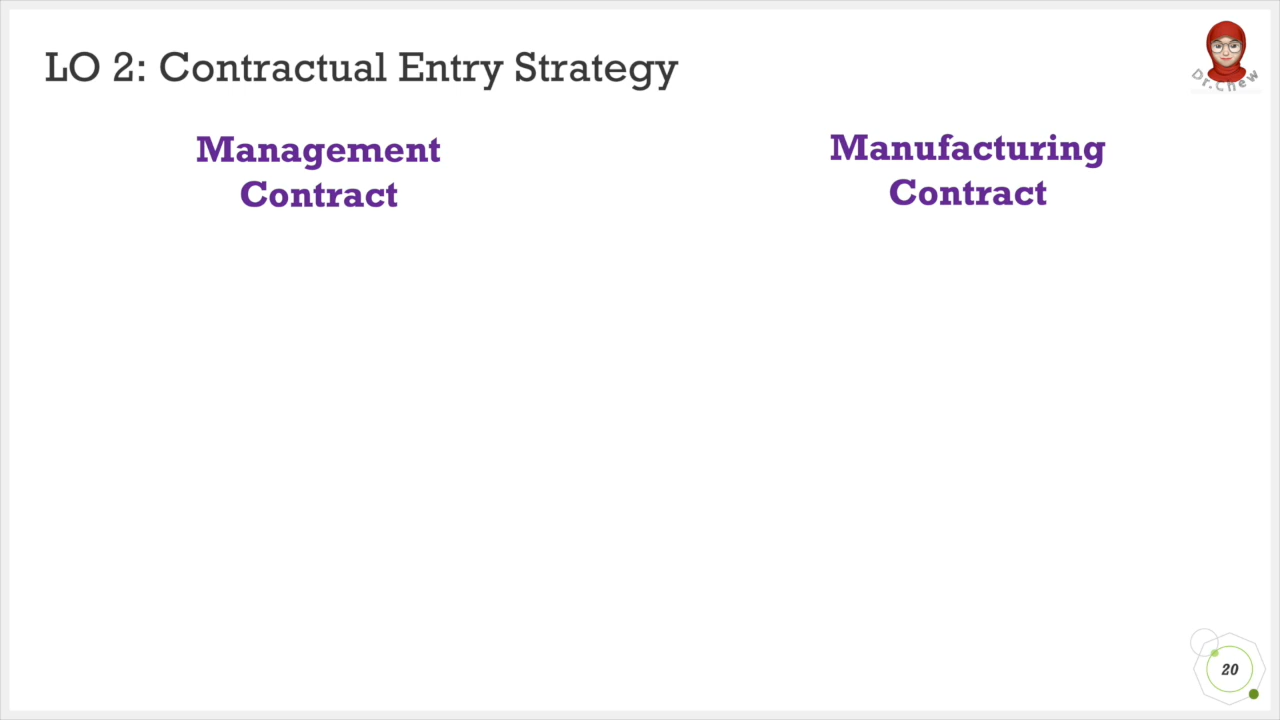 LO 2: Contractual Entry Strategy
Dr.Chew
Management
Contract
Manufacturing
Contract
20